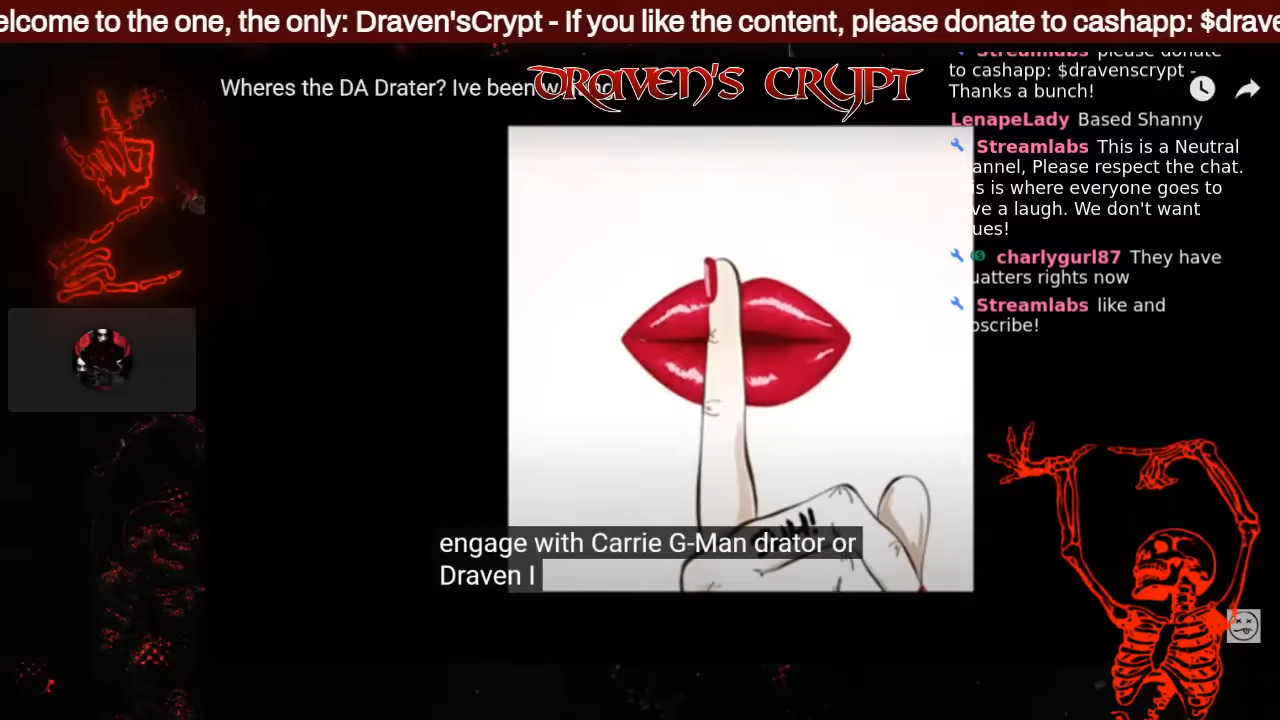 elcome to the one, the only: Draven'sCrypt - If you like the content, please donate to cashapp: $drave
Wheres the DA Drater? Ive been
DRAVEN'S CRYPT
Streamlabs please donate
to cashapp: $dravenscrypt -
Thanks a bunch!
LenapeLady Based Shanny
Streamlabs This is a Neutral
annel, Please respect the chat.
is is where everyone goes to
ve a laugh. We don't want
ues!
charlygurl87 They have
uatters rights now
Streamlabs like and
bscribe!
engage with Carrie G-Man drator or
Draven I